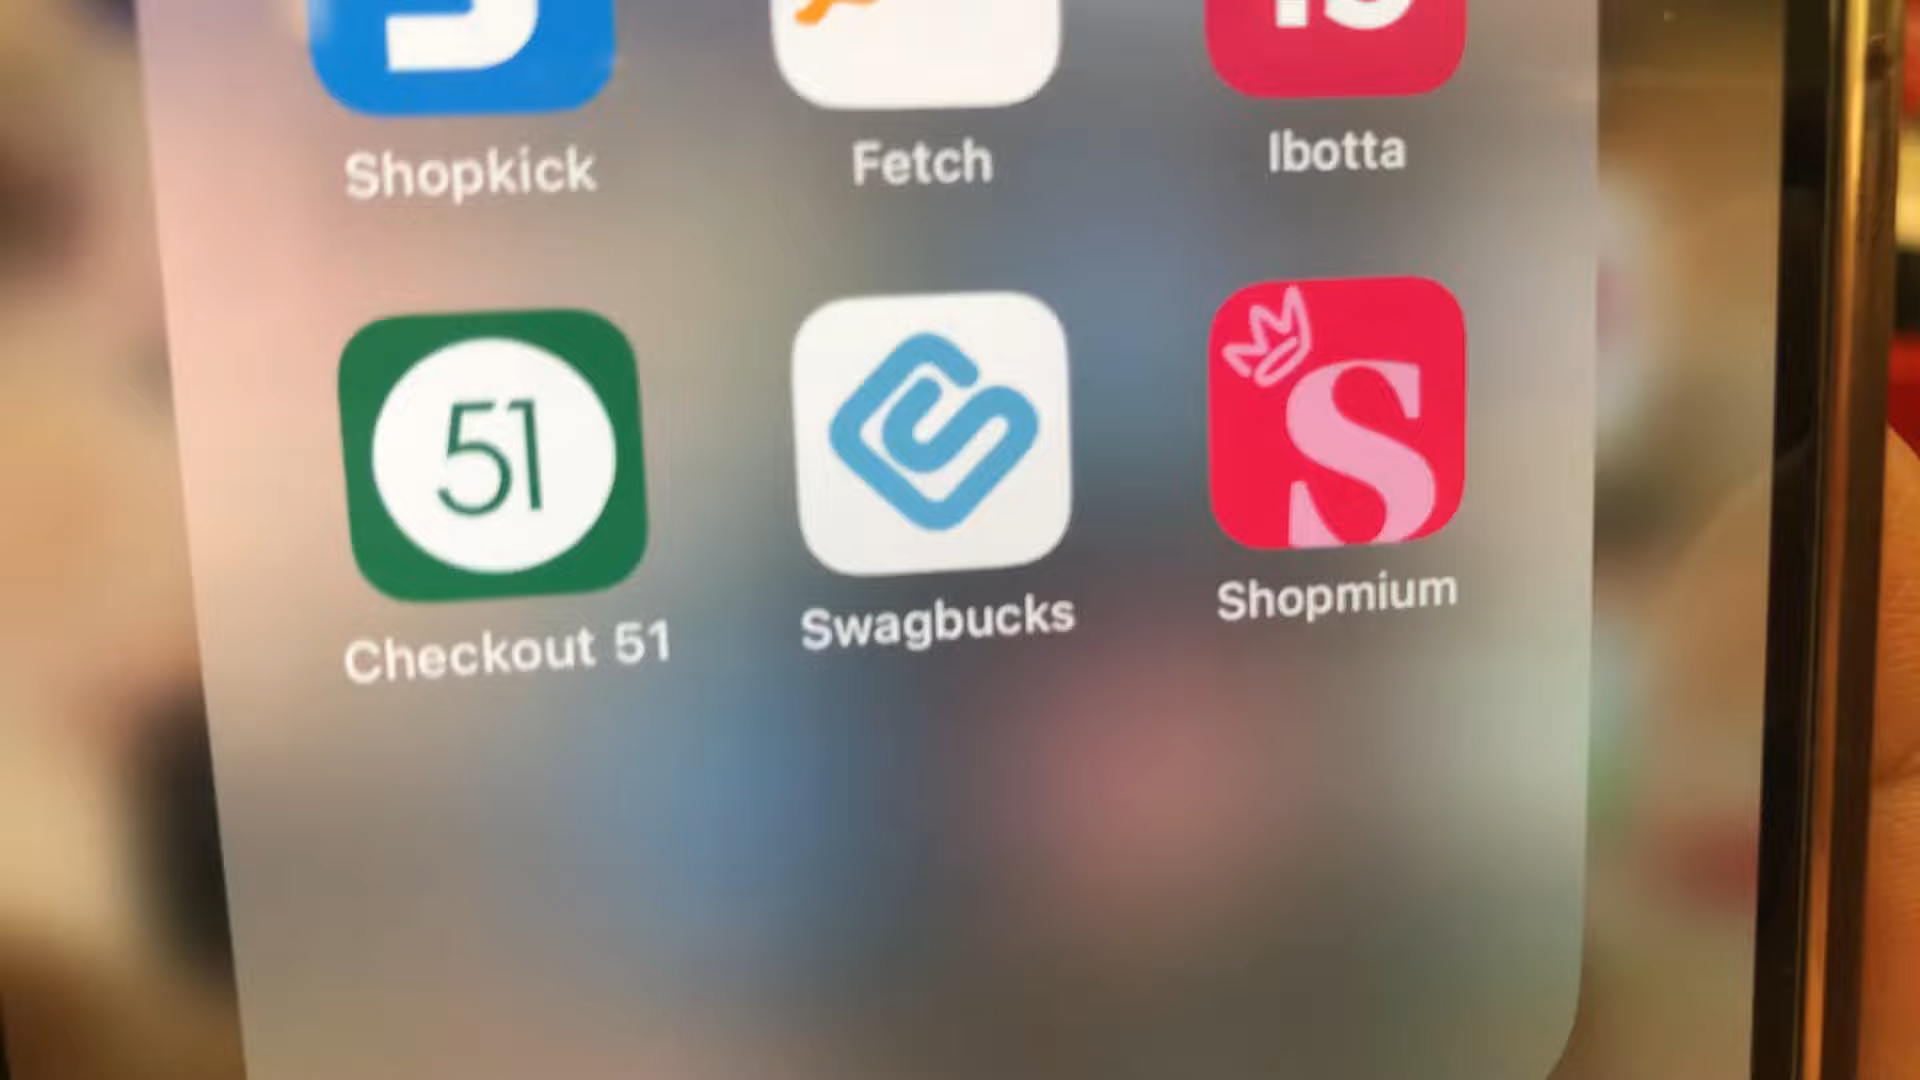 Shopkick
Fetch
Ibotta
51
S
Checkout 51
Swagbucks
Shopmium